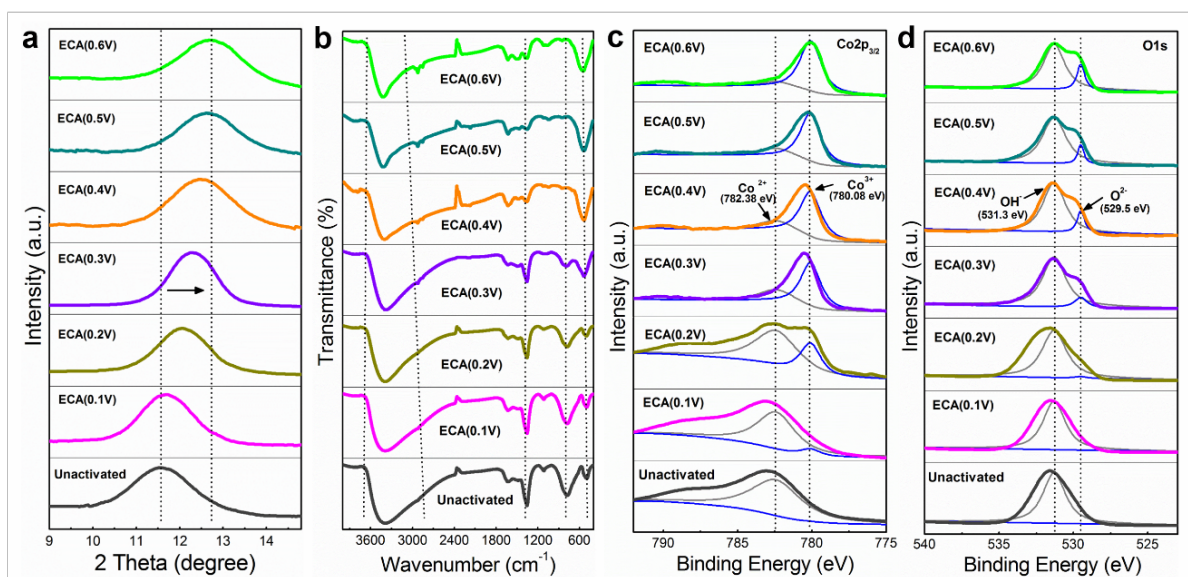 a
ECA(0.6V)
ECA(0.5V)
ECA(0.4V)
ECA(0.3V)
ECA(0.2V)
ECA(0.1V)
Unactivated
Intensity (a.u.)
9 10 11 12 13 14
2 Theta (degree)
b
ECA(0.6V)
ECA(0.5V)
ECA(0.4V)
ECA(0.3V)
ECA(0.2V)
ECA(0.1V)
Unactivated
Transmittance (%)
3600 3000 2400 1800 1200 600
Wavenumber (cm⁻¹)
c
Co2p₃/₂
ECA(0.6V)
ECA(0.5V)
ECA(0.4V)
Co ²⁺
(782.38 eV)
Co³⁺
(780.08 eV)
ECA(0.3V)
ECA(0.2V)
ECA(0.1V)
Unactivated
Intensity (a.u.)
790 785 780 775
Binding Energy (eV)
d
O1s
ECA(0.6V)
ECA(0.5V)
ECA(0.4V)
OH⁻
(531.3 eV)
O²⁻
(529.5 eV)
ECA(0.3V)
ECA(0.2V)
ECA(0.1V)
Unactivated
Intensity (a.u.)
540 535 530 525
Binding Energy (eV)